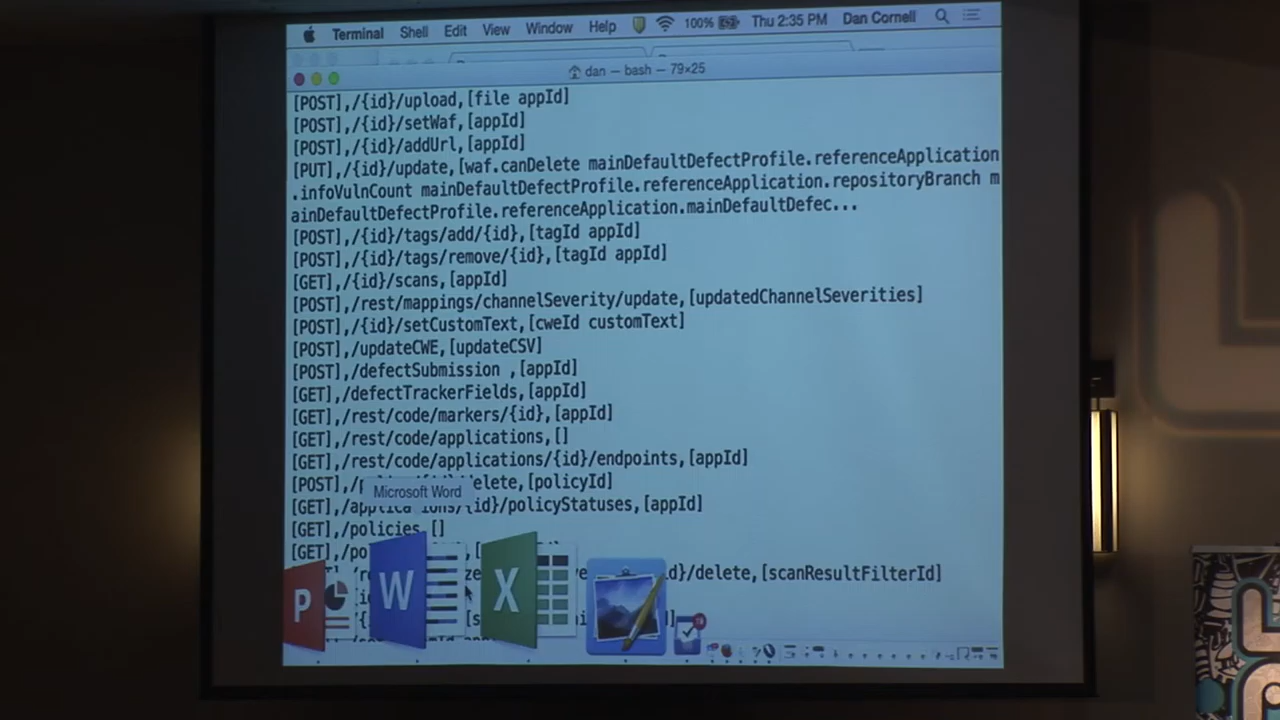 Terminal Shell Edit View Window Help 100% Thu 2:35 PM Dan Cornell
dan — bash — 79×25
[POST],/{id}/upload,[file appId]
[POST],/{id}/setWaf,[appId]
[POST],/{id}/addUrl,[appId]
[PUT],/{id}/update,[waf.canDelete mainDefaultDefectProfile.referenceApplication
.infoVulnCount mainDefaultDefectProfile.referenceApplication.repositoryBranch m
ainDefaultDefectProfile.referenceApplication.mainDefaultDefec...
[POST],/{id}/tags/add/{id},[tagId appId]
[POST],/{id}/tags/remove/{id},[tagId appId]
[GET],/{id}/scans,[appId]
[POST],/rest/mappings/channelSeverity/update,[updatedChannelSeverities]
[POST],/{id}/setCustomText,[cweId customText]
[POST],/updateCWE,[updateCSV]
[POST],/defectSubmission ,[appId]
[GET],/defectTrackerFields,[appId]
[GET],/rest/code/markers/{id},[appId]
[GET],/rest/code/applications,[]
[GET],/rest/code/applications/{id}/endpoints,[appId]
[POST],/p elete,[policyId]
Microsoft Word
[GET], /{id}/policyStatuses,[appId]
[GET],/policies,[]
[GET],/po
d}/delete,[scanResultFilterId]
P
W
X